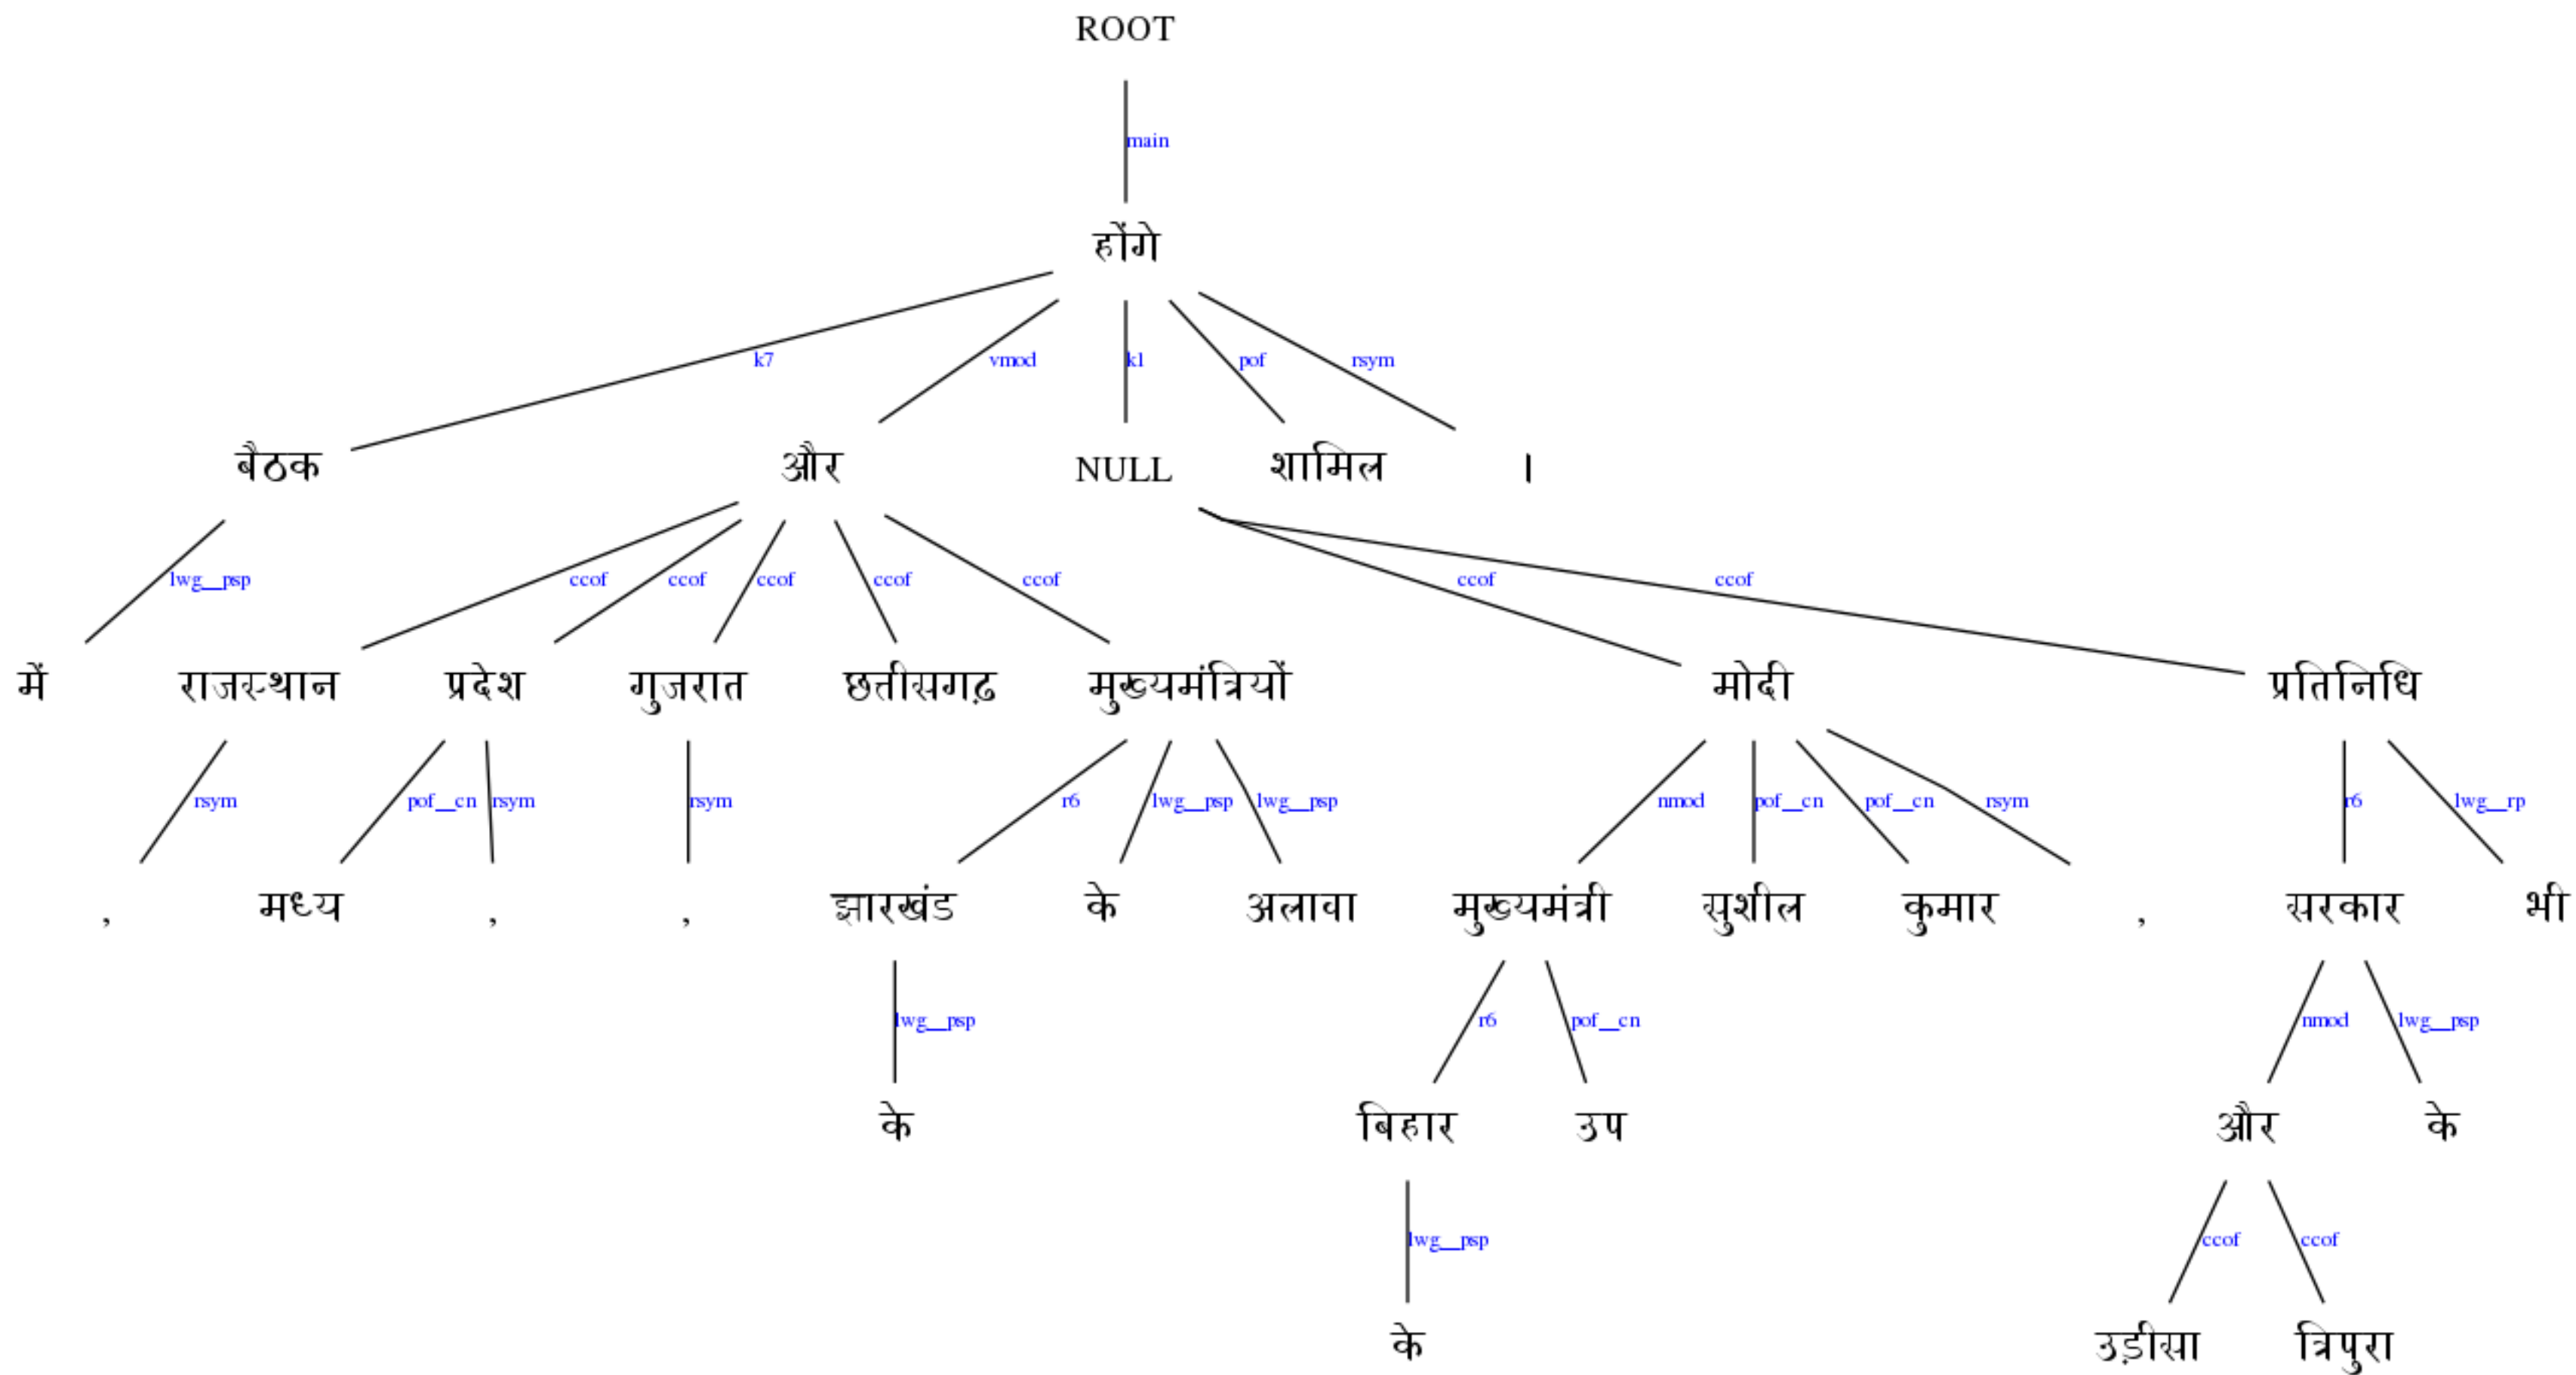 ROOT
main
होंगे
k7 vmod k1 pof rsym
बैठक और NULL शामिल ।
lwg__psp ccof ccof ccof ccof ccof ccof ccof
में राजस्थान प्रदेश गुजरात छत्तीसगढ़ मुख्यमंत्रियों मोदी प्रतिनिधि
rsym pof__cn rsym rsym r6 lwg__psp lwg__psp nmod pof__cn pof__cn rsym r6 lwg__rp
, मध्य , , झारखंड के अलावा मुख्यमंत्री सुशील कुमार , सरकार भी
lwg__psp r6 pof__cn nmod lwg__psp
के बिहार उप और के
lwg__psp ccof ccof
के उड़ीसा त्रिपुरा